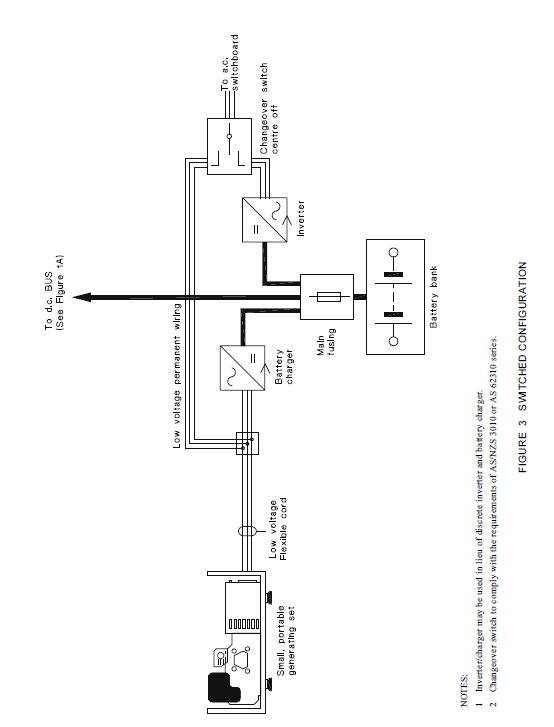 To d.c. BUS
(See Figure 1A)
Low voltage permanent wiring
To a.c.
switchboard
Changeover switch
centre off
Inverter
Battery
charger
Main
fusing
Battery bank
Low voltage
Flexible cord
Small, portable
generating set
NOTES:
1 Inverter/charger may be used in lieu of discrete inverter and battery charger.
2 Changeover switch to comply with the requirements of AS/NZS 3010 or AS 62310 series.
FIGURE 3 SWITCHED CONFIGURATION